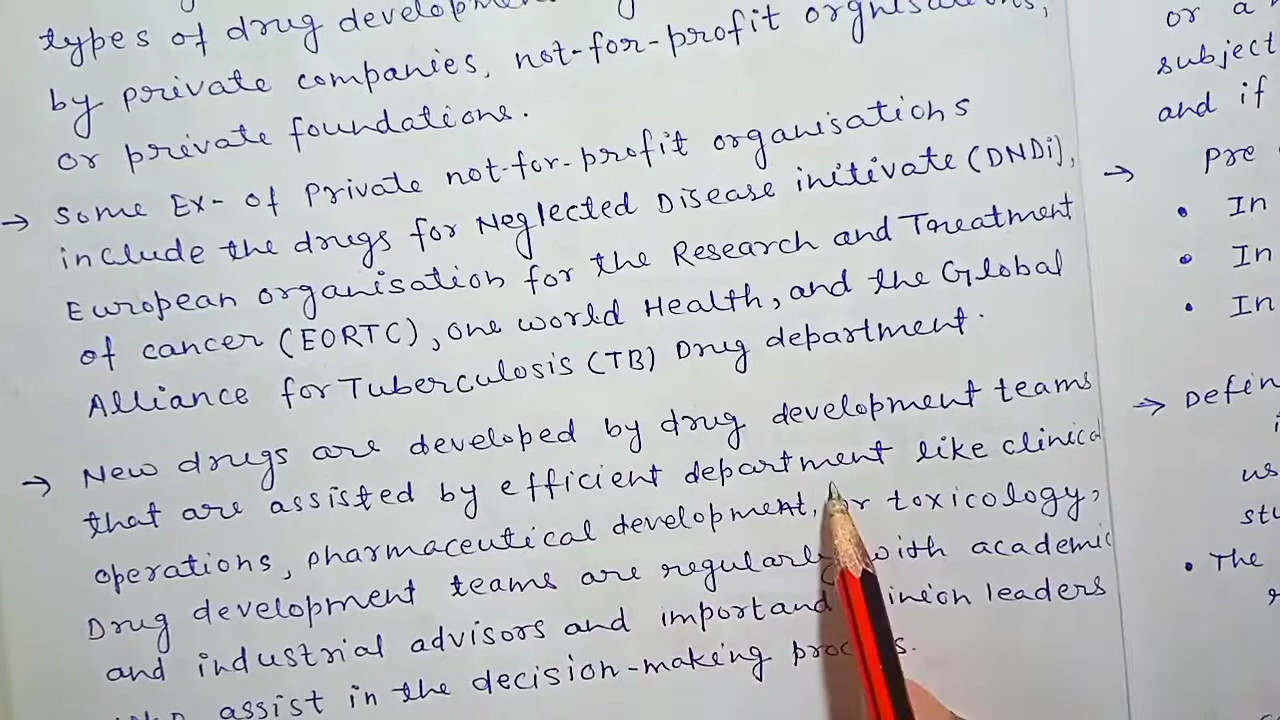 types of drug development
by private companies, not-for-profit orgnisations,
or private foundations.
→ some Ex- of Private not-for-profit organisations
include the drugs for Neglected Disease initivate (DNDi),
European organisation for the Research and Treatment
of cancer (EORTC), one world Health, and the Global
Alliance for Tuberculosis (TB) Drug department.
→ New drugs are developed by drug development teams
that are assisted by efficient department like clinical
operations, pharmaceutical development, or toxicology,
Drug development teams are regularly with academic
and industrial advisors and important leaders
assist in the decision-making process.
or a
subject
and if
→ Pre
• In
• In
• In
→ Defin
us
stu
• The